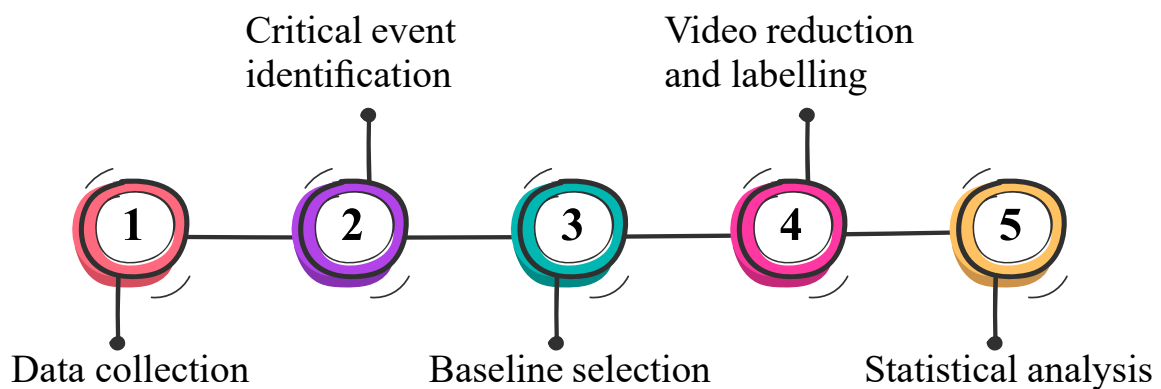 Critical event
identification
Video reduction
and labelling
1
2
3
4
5
Data collection
Baseline selection
Statistical analysis